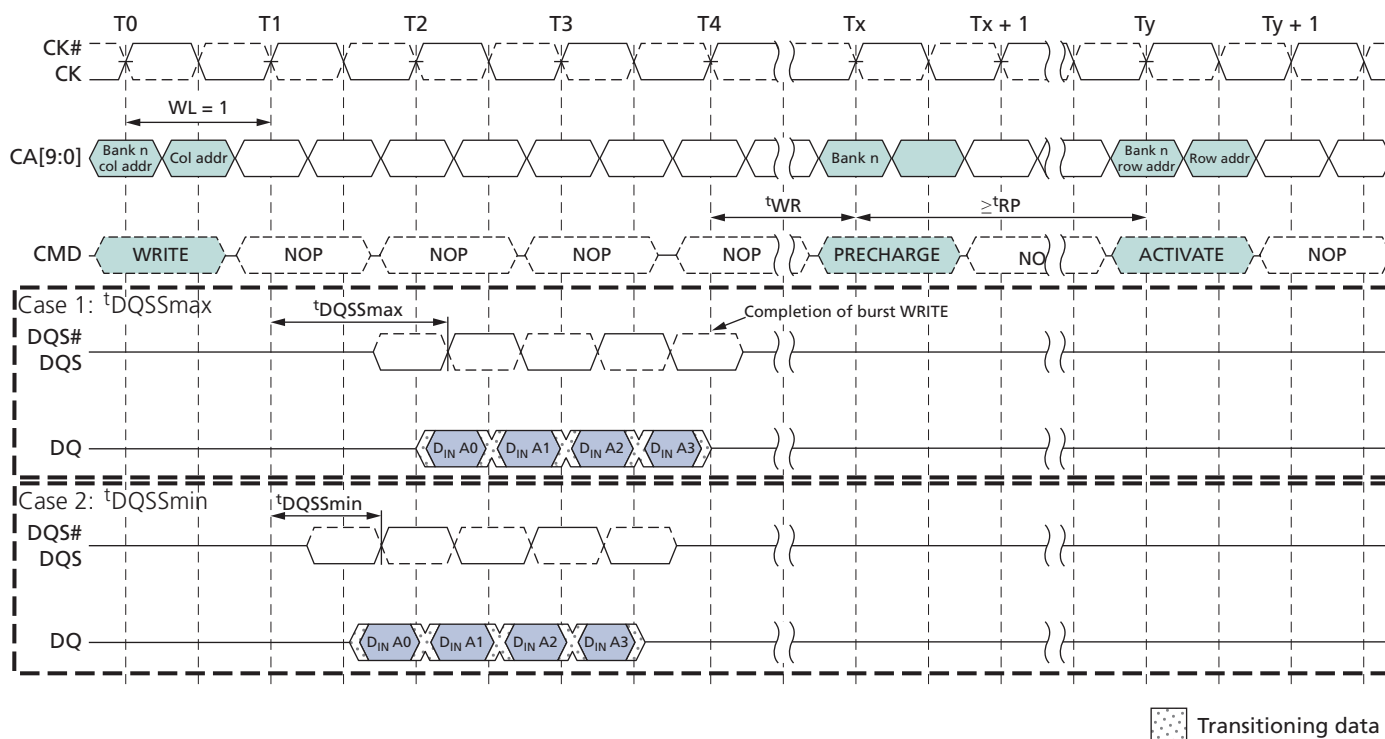 T0 T1 T2 T3 T4 Tx Tx + 1 Ty Ty + 1
CK#
CK
WL = 1
CA[9:0] Bank n col addr Col addr Bank n Bank n row addr Row addr
tWR ≥tRP
CMD WRITE NOP NOP NOP NOP PRECHARGE NO ACTIVATE NOP
Case 1: tDQSSmax
tDQSSmax
Completion of burst WRITE
DQS#
DQS
DQ DIN A0 DIN A1 DIN A2 DIN A3
Case 2: tDQSSmin
tDQSSmin
DQS#
DQS
DQ DIN A0 DIN A1 DIN A2 DIN A3
Transitioning data